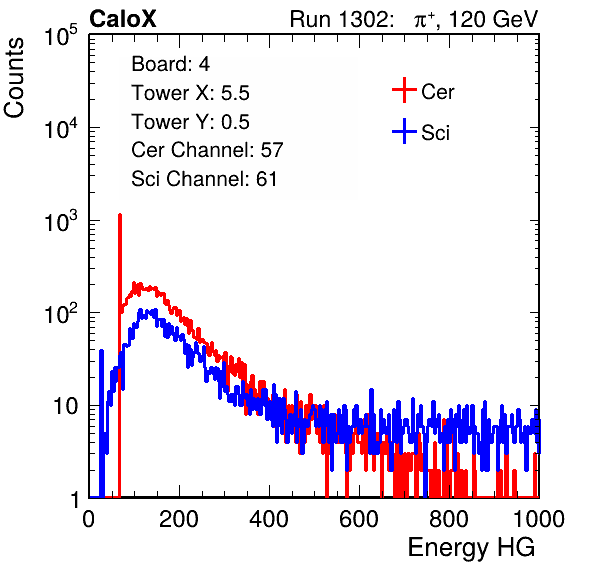 CaloX Run 1302: π⁺, 120 GeV
Counts
Board: 4
Tower X: 5.5
Tower Y: 0.5
Cer Channel: 57
Sci Channel: 61
Cer
Sci
10⁵
10⁴
10³
10²
10
1
0 200 400 600 800 1000
Energy HG